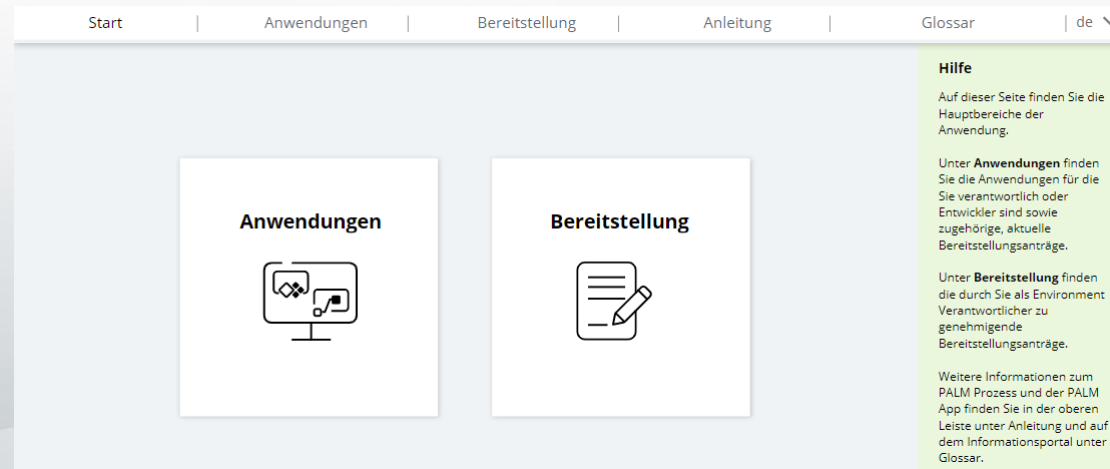 Start | Anwendungen | Bereitstellung | Anleitung | Glossar | de
Anwendungen
Bereitstellung
Hilfe
Auf dieser Seite finden Sie die
Hauptbereiche der
Anwendung.
Unter Anwendungen finden
Sie die Anwendungen für die
Sie verantwortlich oder
Entwickler sind sowie
zugehörige, aktuelle
Bereitstellungsanträge.
Unter Bereitstellung finden
die durch Sie als Environment
Verantwortlicher zu
genehmigende
Bereitstellungsanträge.
Weitere Informationen zum
PALM Prozess und der PALM
App finden Sie in der oberen
Leiste unter Anleitung und auf
dem Informationsportal unter
Glossar.